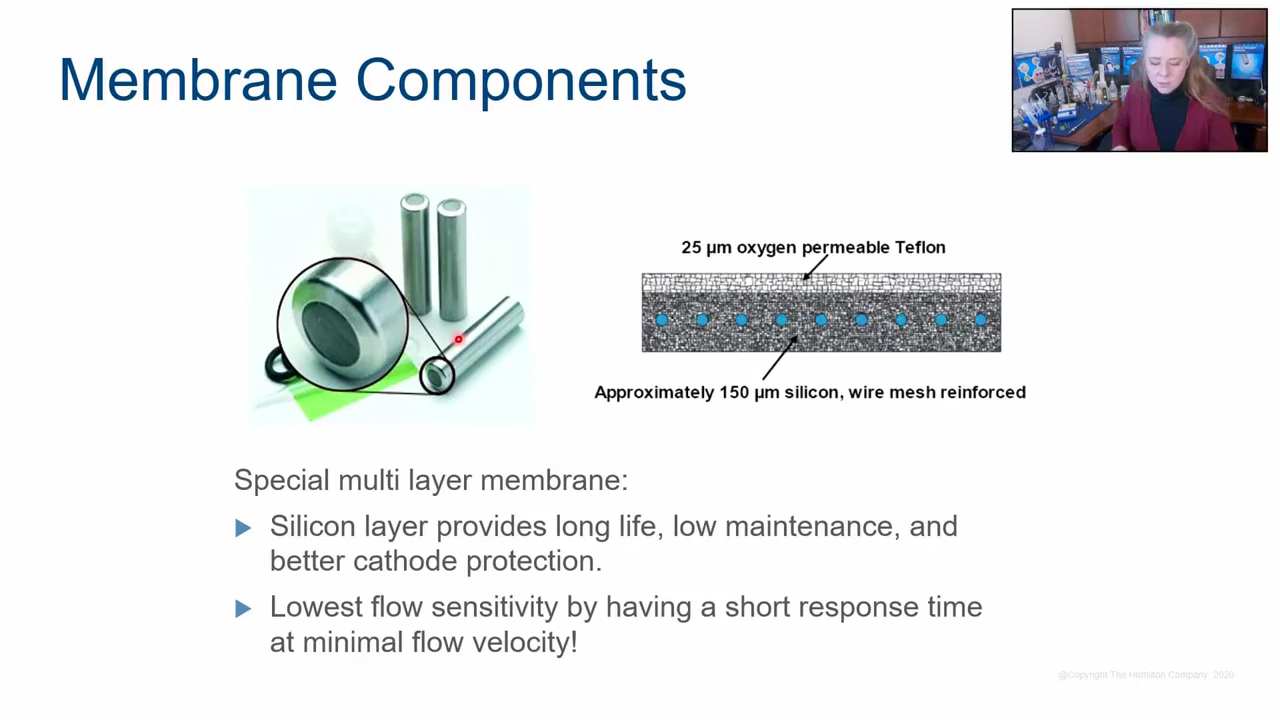 Membrane Components
25 µm oxygen permeable Teflon
Approximately 150 µm silicon, wire mesh reinforced
Special multi layer membrane:
Silicon layer provides long life, low maintenance, and
better cathode protection.
Lowest flow sensitivity by having a short response time
at minimal flow velocity!
@Copyright The Hamilton Company. 2020